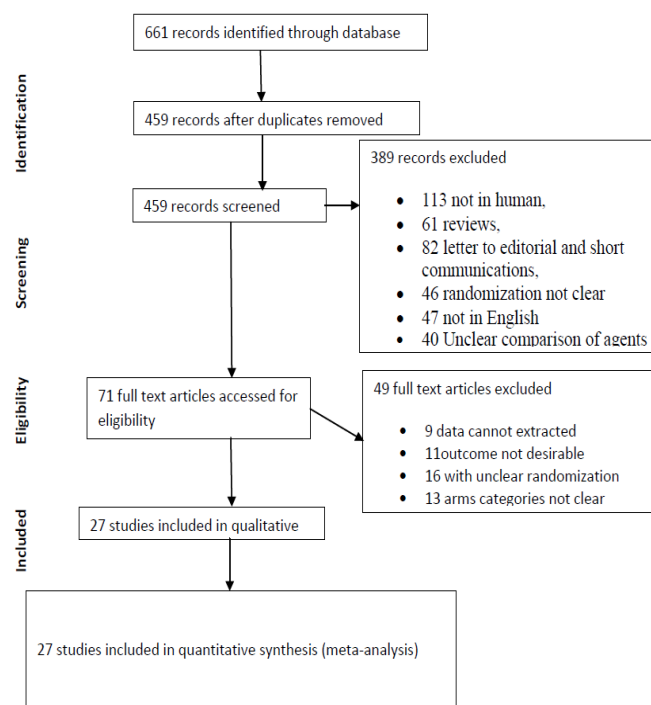 661 records identified through database
Identification
459 records after duplicates removed
389 records excluded
• 113 not in human,
• 61 reviews,
• 82 letter to editorial and short
communications,
• 46 randomization not clear
• 47 not in English
• 40 Unclear comparison of agents
459 records screened
Screening
71 full text articles accessed for
eligibility
Eligibility
49 full text articles excluded
• 9 data cannot extracted
• 11outcome not desirable
• 16 with unclear randomization
• 13 arms categories not clear
27 studies included in qualitative
Included
27 studies included in quantitative synthesis (meta-analysis)